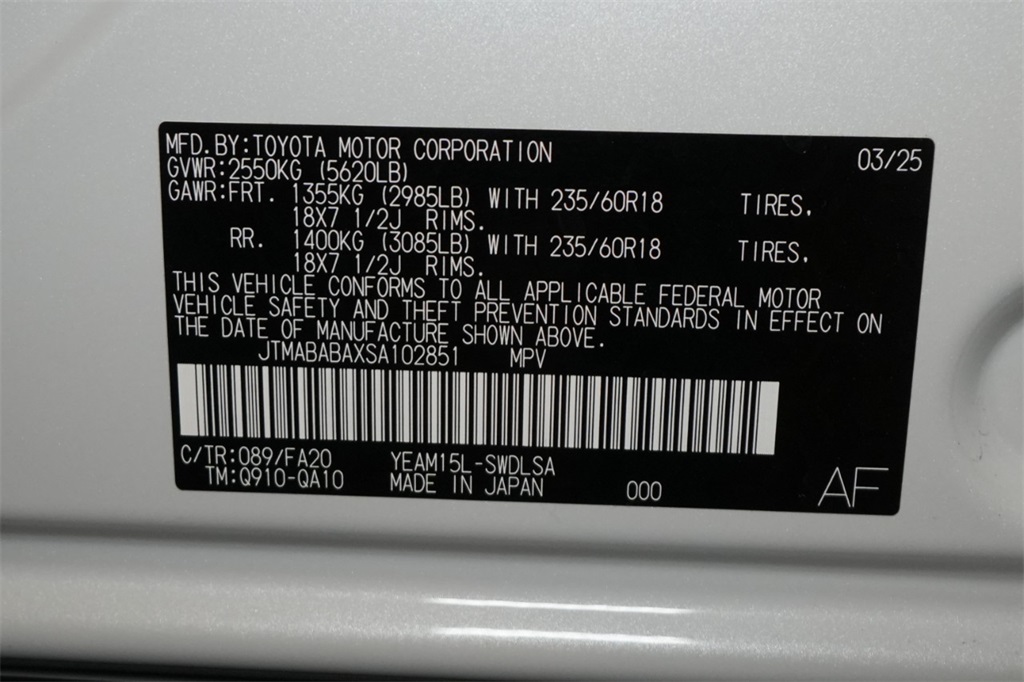 MFD.BY:TOYOTA MOTOR CORPORATION 03/25
GVWR:2550KG (5620LB)
GAWR:FRT. 1355KG (2985LB) WITH 235/60R18 TIRES.
18X7 1/2J RIMS.
RR. 1400KG (3085LB) WITH 235/60R18 TIRES.
18X7 1/2J RIMS.
THIS VEHICLE CONFORMS TO ALL APPLICABLE FEDERAL MOTOR
VEHICLE SAFETY AND THEFT PREVENTION STANDARDS IN EFFECT ON
THE DATE OF MANUFACTURE SHOWN ABOVE.
JTMABABAXSA102851 MPV
C/TR:089/FA20 YEAM15L-SWDLSA
TM:Q910-QA10 MADE IN JAPAN 000 AF